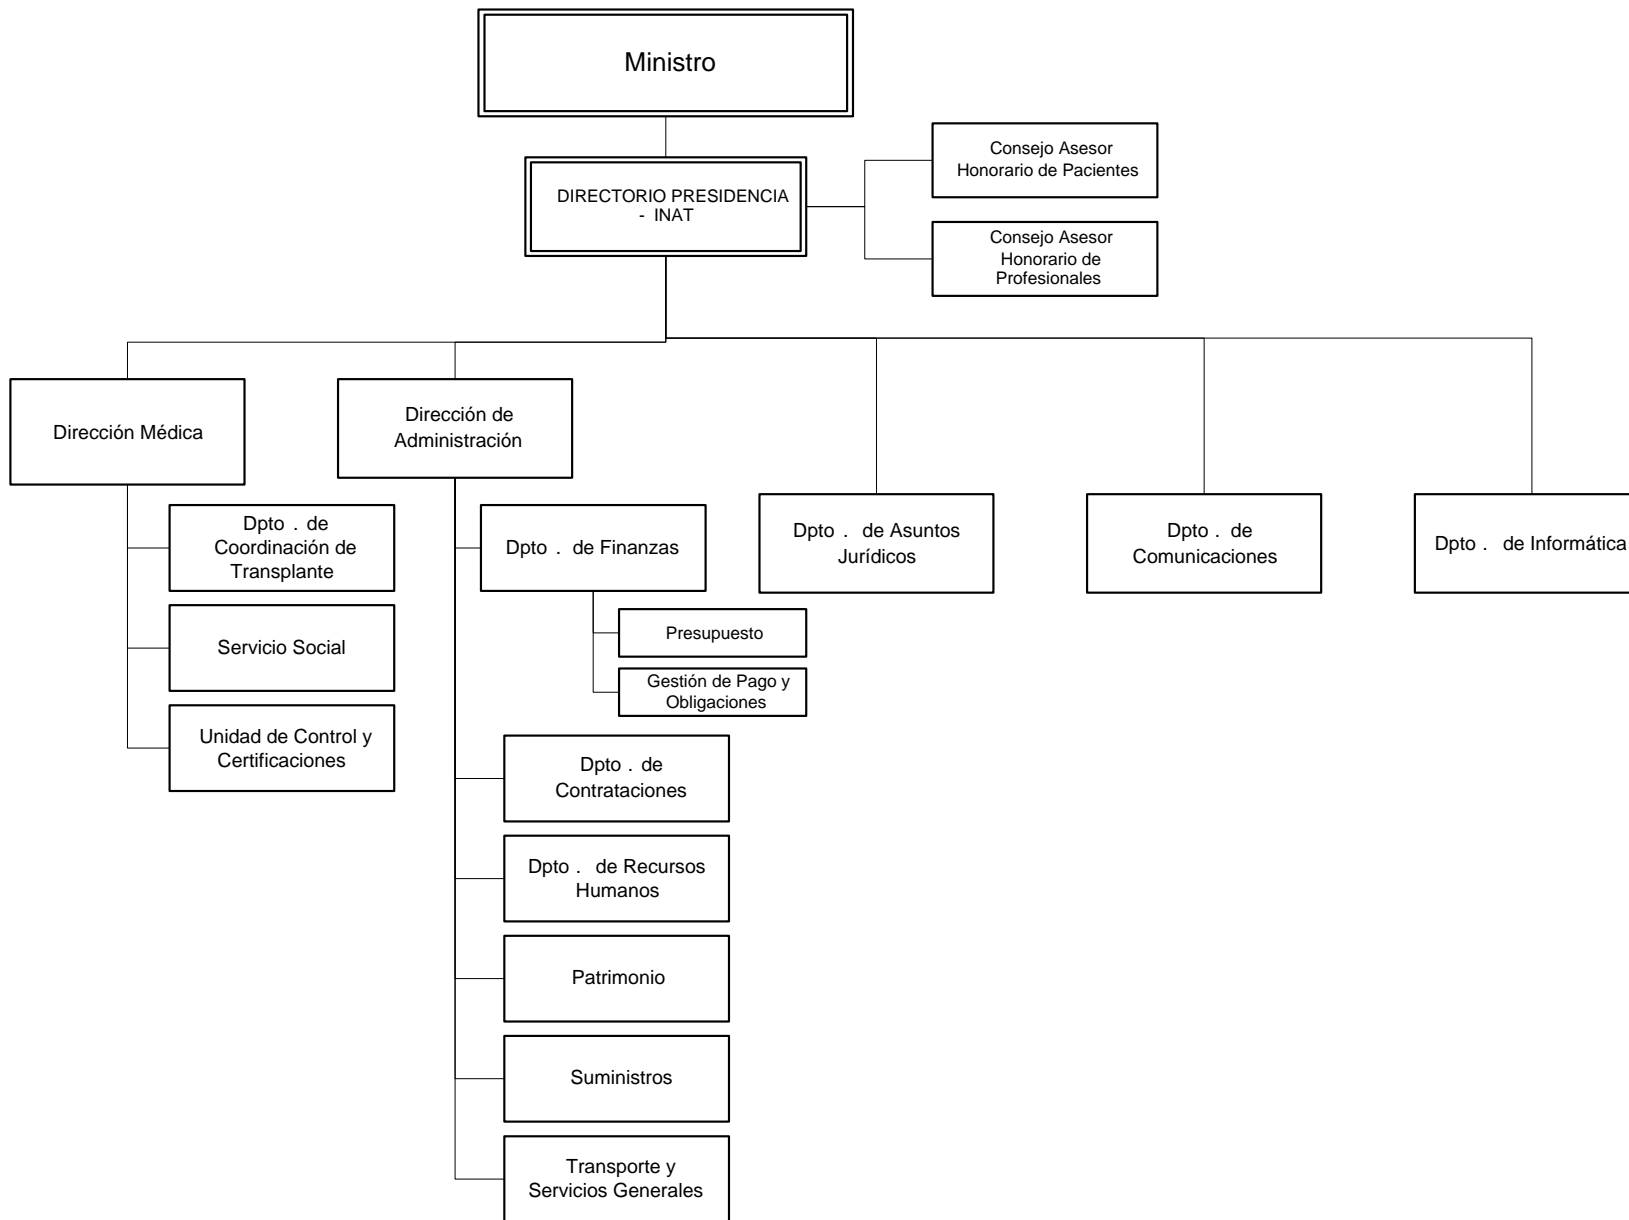 Ministro
DIRECTORIO PRESIDENCIA
- INAT
Consejo Asesor
Honorario de Pacientes
Consejo Asesor
Honorario de
Profesionales
Dirección Médica
Dirección de
Administración
Dpto . de
Coordinación de
Transplante
Servicio Social
Unidad de Control y
Certificaciones
Dpto . de Finanzas
Presupuesto
Gestión de Pago y
Obligaciones
Dpto . de
Contrataciones
Dpto . de Recursos
Humanos
Patrimonio
Suministros
Transporte y
Servicios Generales
Dpto . de Asuntos
Jurídicos
Dpto . de
Comunicaciones
Dpto . de Informática